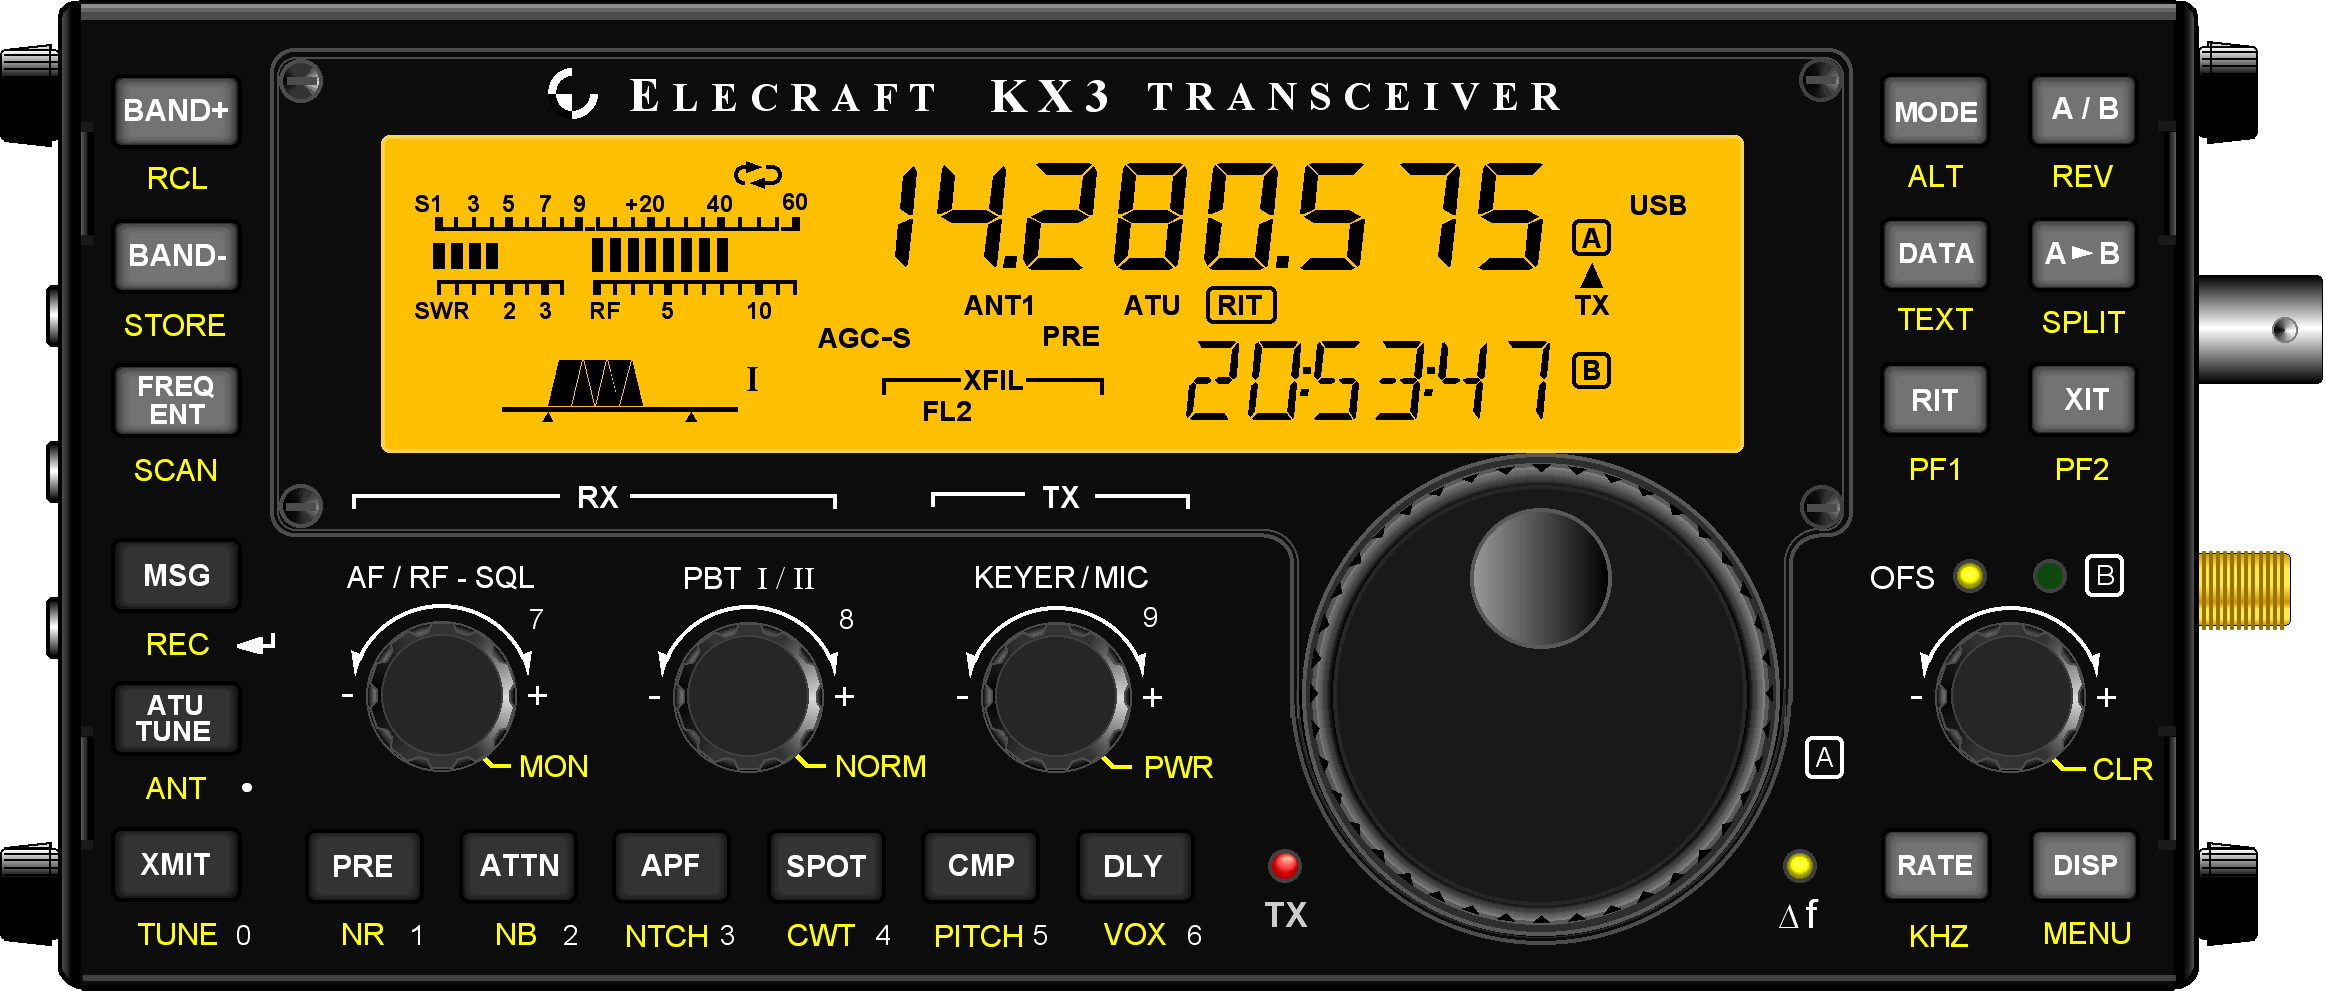 ELECRAFT KX3 TRANSCEIVER
BAND+
RCL
BAND-
STORE
FREQ
ENT
SCAN
MSG
REC
ATU
TUNE
ANT
XMIT
TUNE 0
S1 3 5 7 9 +20 40 60
SWR 2 3 RF 5 10
I
14.280.575
USB
A
TX
ANT1 ATU RIT
AGC-S PRE
XFIL
FL2
20:53:47
B
RX
TX
AF / RF - SQL
7
- +
MON
PBT I / II
8
- +
NORM
KEYER / MIC
9
- +
PWR
PRE
NR 1
ATTN
NB 2
APF
NTCH 3
SPOT
CWT 4
CMP
PITCH 5
DLY
VOX 6
TX
A
Δ f
MODE
ALT
A / B
REV
DATA
TEXT
A ► B
SPLIT
RIT
PF1
XIT
PF2
OFS
B
- +
CLR
RATE
KHZ
DISP
MENU